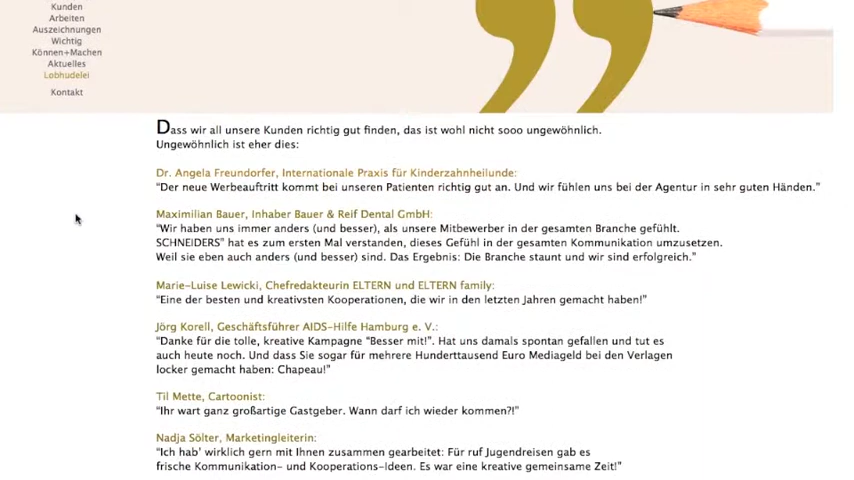 Kunden
Arbeiten
Auszeichnungen
Wichtig
Können+Machen
Aktuelles
Lobhudelei
Kontakt
Dass wir all unsere Kunden richtig gut finden, das ist wohl nicht sooo ungewöhnlich.
Ungewöhnlich ist eher dies:
Dr. Angela Freundorfer, Internationale Praxis für Kinderzahnheilunde:
“Der neue Werbeauftritt kommt bei unseren Patienten richtig gut an. Und wir fühlen uns bei der Agentur in sehr guten Händen.”
Maximilian Bauer, Inhaber Bauer & Reif Dental GmbH:
“Wir haben uns immer anders (und besser), als unsere Mitbewerber in der gesamten Branche gefühlt.
SCHNEIDERS” hat es zum ersten Mal verstanden, dieses Gefühl in der gesamten Kommunikation umzusetzen.
Weil sie eben auch anders (und besser) sind. Das Ergebnis: Die Branche staunt und wir sind erfolgreich.”
Marie-Luise Lewicki, Chefredakteurin ELTERN und ELTERN family:
“Eine der besten und kreativsten Kooperationen, die wir in den letzten Jahren gemacht haben!”
Jörg Korell, Geschäftsführer AIDS-Hilfe Hamburg e. V.:
“Danke für die tolle, kreative Kampagne “Besser mit!”. Hat uns damals spontan gefallen und tut es
auch heute noch. Und dass Sie sogar für mehrere Hunderttausend Euro Mediageld bei den Verlagen
locker gemacht haben: Chapeau!”
Til Mette, Cartoonist:
“Ihr wart ganz großartige Gastgeber. Wann darf ich wieder kommen?!”
Nadja Sölter, Marketingleiterin:
“Ich hab’ wirklich gern mit Ihnen zusammen gearbeitet: Für ruf Jugendreisen gab es
frische Kommunikation- und Kooperations-Ideen. Es war eine kreative gemeinsame Zeit!”